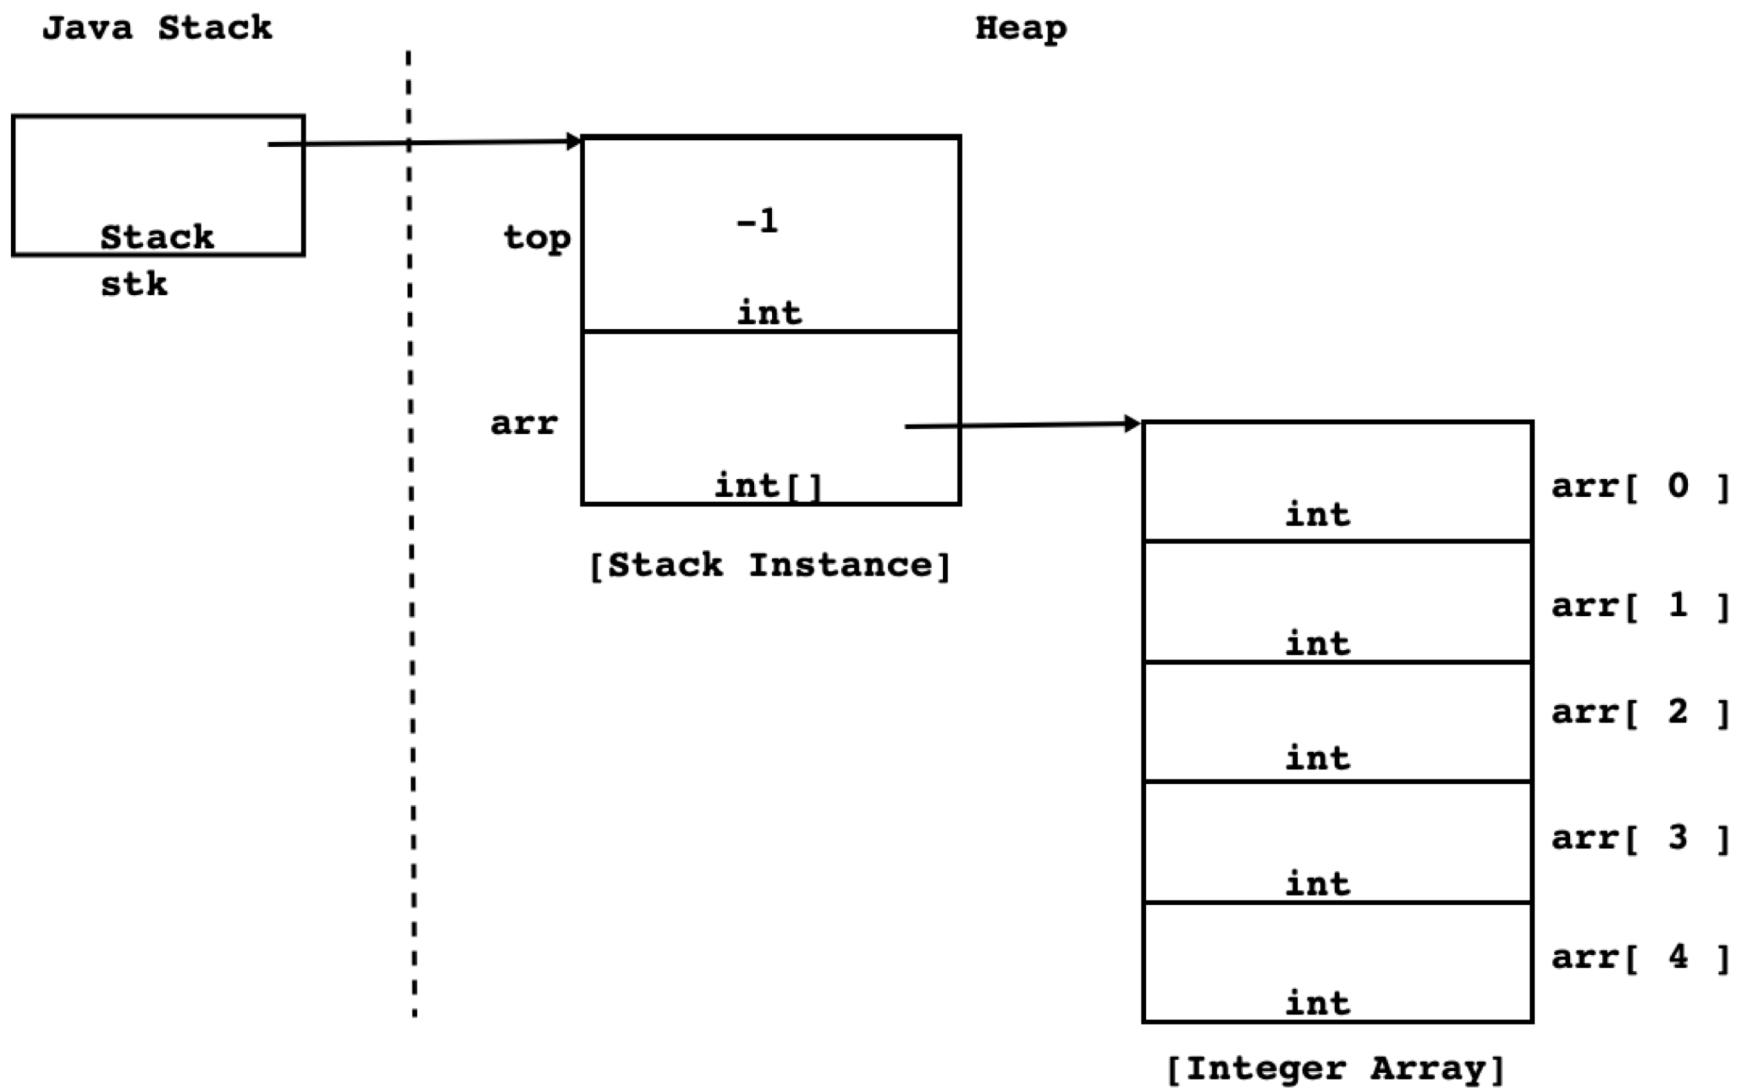 Java Stack
Heap
Stack
stk
top
-1
int
arr
int[]
[Stack Instance]
arr[ 0 ]
int
arr[ 1 ]
int
arr[ 2 ]
int
arr[ 3 ]
int
arr[ 4 ]
int
[Integer Array]